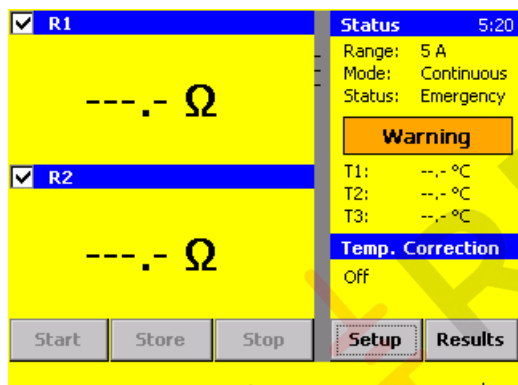 R1
---.- Ω
R2
---.- Ω
Start Store Stop
Status 5:20
Range: 5 A
Mode: Continuous
Status: Emergency
Warning
T1: --.- °C
T2: --.- °C
T3: --.- °C
Temp. Correction
Off
Setup Results